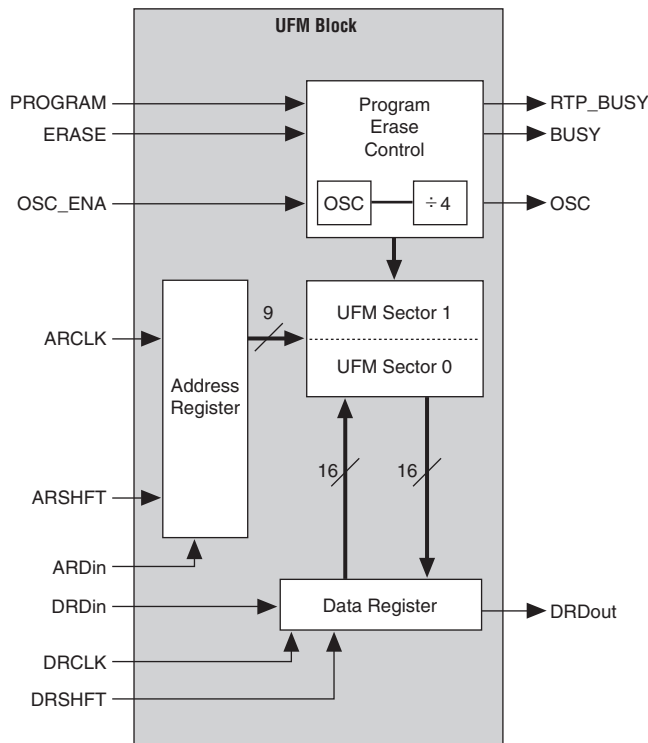 UFM Block
PROGRAM
ERASE
OSC_ENA
Program
Erase
Control
OSC
÷ 4
RTP_BUSY
BUSY
OSC
ARCLK
ARSHFT
ARDin
Address
Register
9
UFM Sector 1
UFM Sector 0
16
16
DRDin
DRCLK
DRSHFT
Data Register
DRDout